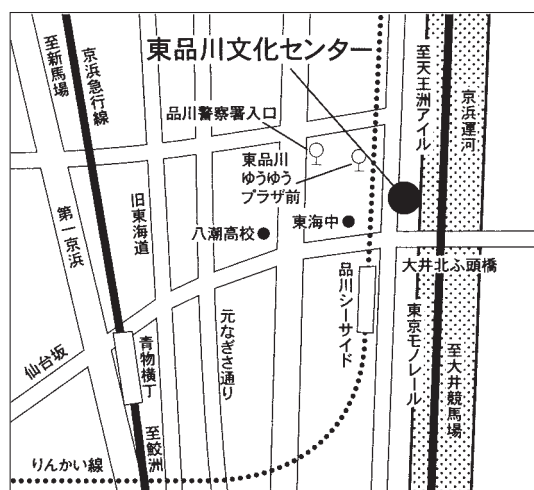 東品川文化センター
至新馬場
京浜急行線
品川警察署入口
東品川
ゆうゆう
プラザ前
至天王洲アイル
京浜運河
第一京浜
旧東海道
八潮高校
東海中
大井北ふ頭橋
品川シーサイド
仙台坂
青物横丁
元なぎさ通り
東京モノレール
至大井競馬場
至鮫洲
りんかい線